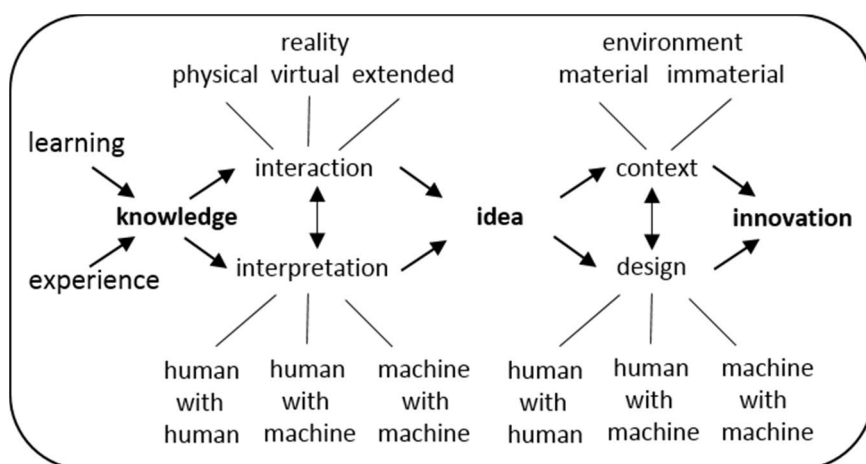 reality
environment
physical virtual extended
material immaterial
learning
interaction
context
knowledge
idea
innovation
interpretation
design
experience
human human machine
with with with
human machine machine
human human machine
with with with
human machine machine